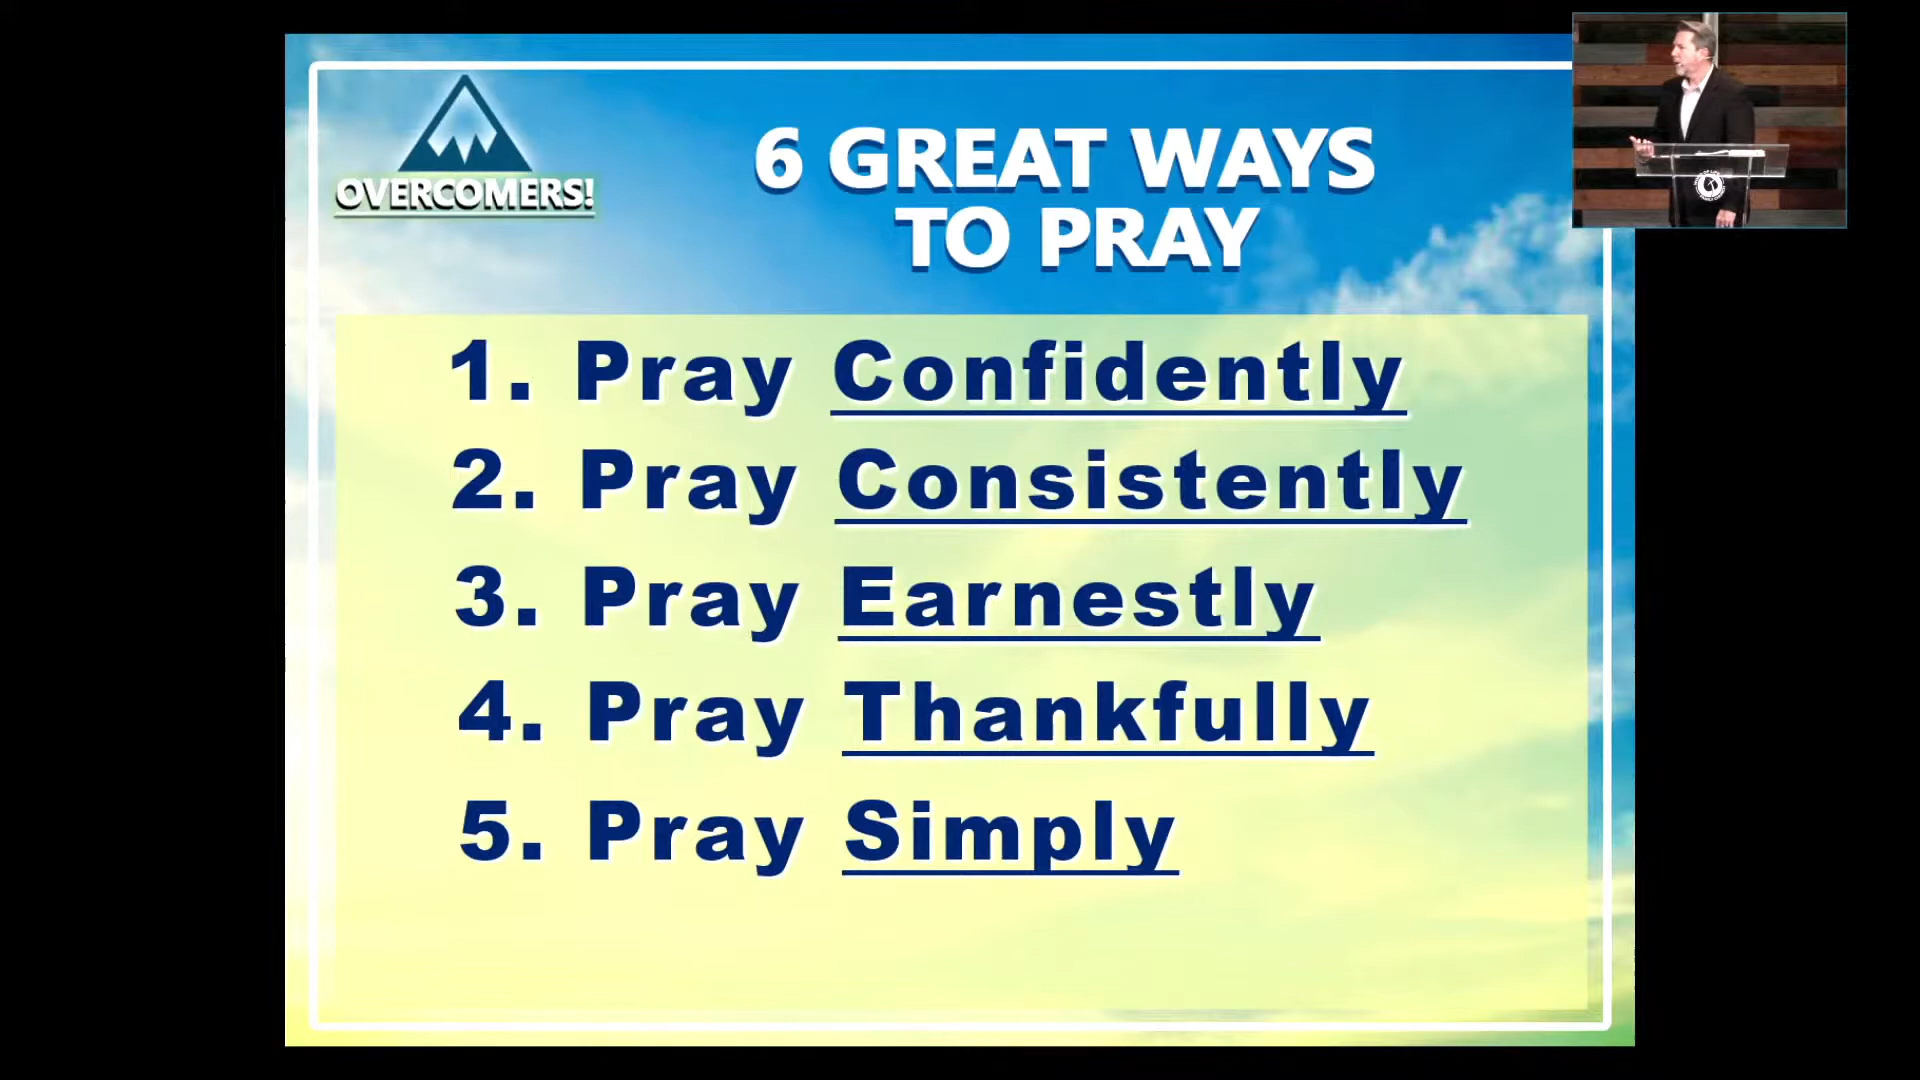 OVERCOMERS!
6 GREAT WAYS
TO PRAY
1. Pray Confidently
2. Pray Consistently
3. Pray Earnestly
4. Pray Thankfully
5. Pray Simply